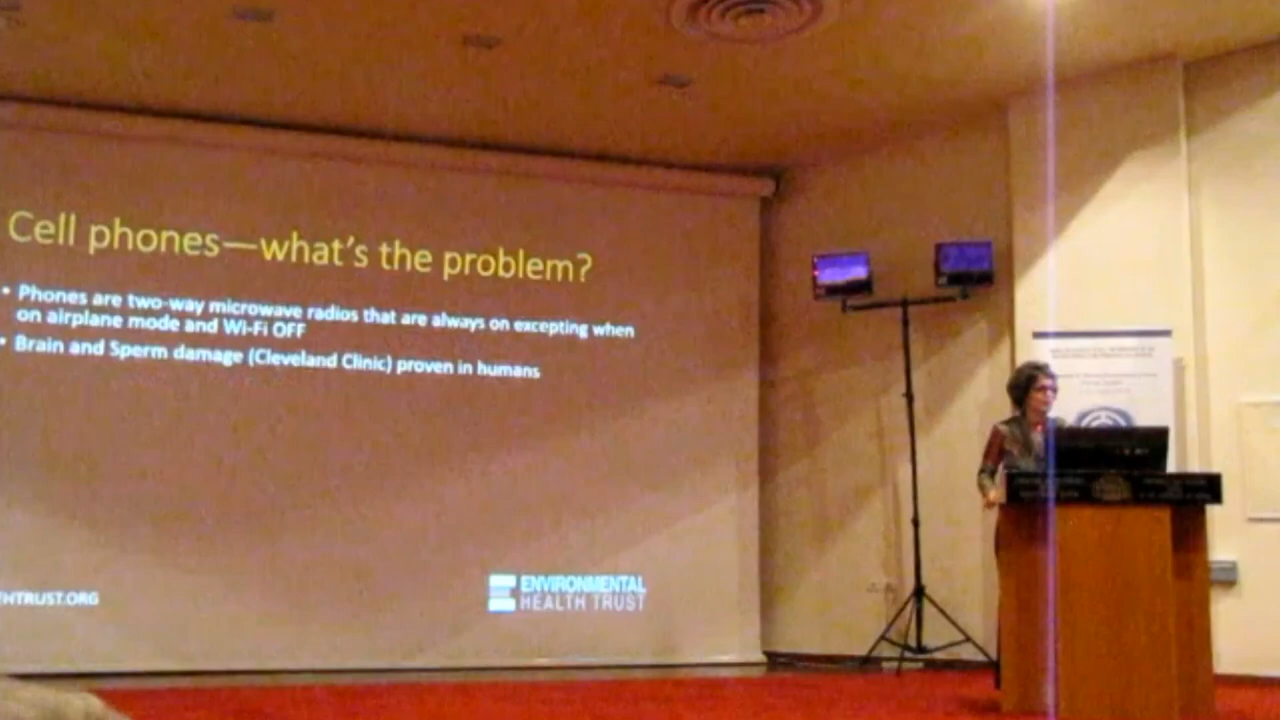 Cell phones—what's the problem?
• Phones are two-way microwave radios that are always on excepting when
on airplane mode and Wi-Fi OFF
• Brain and Sperm damage (Cleveland Clinic) proven in humans
HTRUST.ORG
ENVIRONMENTAL
HEALTH TRUST